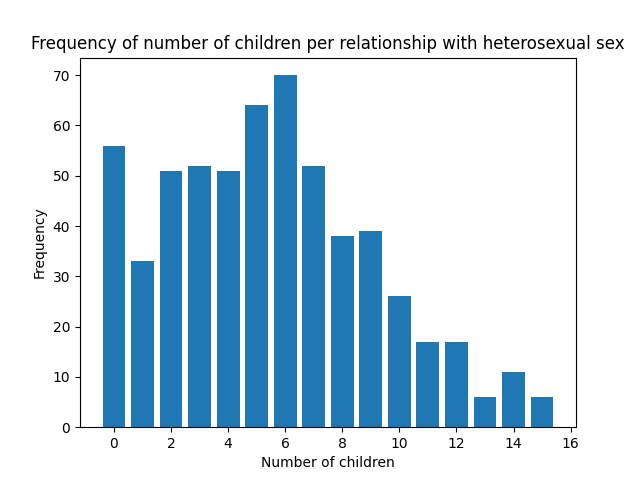 Frequency of number of children per relationship with heterosexual sex
70
60
50
40
30
20
10
0
Frequency
0 2 4 6 8 10 12 14 16
Number of children